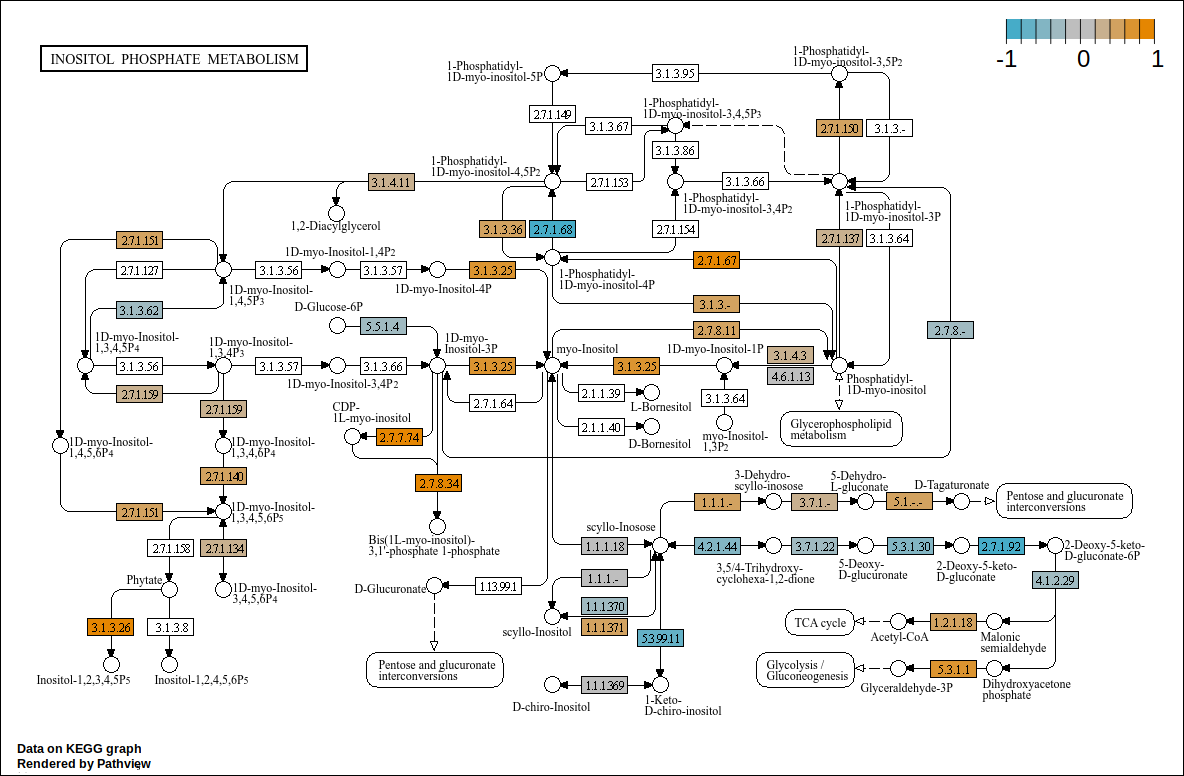 INOSITOL PHOSPHATE METABOLISM
-1 0 1
1-Phosphatidyl-
1D-myo-inositol-5P
3.1.3.95
1-Phosphatidyl-
1D-myo-inositol-3,5P2
2.7.1.149
3.1.3.67
1-Phosphatidyl-
1D-myo-inositol-3,4,5P3
2.7.1.150
3.1.3.-
3.1.3.86
1-Phosphatidyl-
1D-myo-inositol-4,5P2
3.1.4.11
2.7.1.153
3.1.3.66
1,2-Diacylglycerol
1-Phosphatidyl-
1D-myo-inositol-3,4P2
1-Phosphatidyl-
1D-myo-inositol-3P
3.1.3.36
2.7.1.68
2.7.1.154
2.7.1.137
3.1.3.64
2.7.1.151
2.7.1.127
3.1.3.62
1D-myo-Inositol-1,4P2
3.1.3.56
3.1.3.57
3.1.3.25
1D-myo-Inositol-
1,4,5P3
1D-myo-Inositol-4P
1-Phosphatidyl-
1D-myo-inositol-4P
2.7.1.67
3.1.3.-
2.7.8.11
2.7.8.-
D-Glucose-6P
5.5.1.4
1D-myo-Inositol-
1,3,4,5P4
1D-myo-Inositol-
1,3,4P3
1D-myo-
Inositol-3P
myo-Inositol
1D-myo-Inositol-1P
3.1.3.56
3.1.3.57
3.1.3.66
3.1.3.25
3.1.3.25
3.1.4.3
4.6.1.13
2.7.1.159
1D-myo-Inositol-3,4P2
2.7.1.64
2.1.1.39
L-Bornesitol
2.1.1.40
D-Bornesitol
3.1.3.64
myo-Inositol-
1,3P2
Phosphatidyl-
1D-myo-inositol
Glycerophospholipid
metabolism
2.7.1.159
CDP-
1L-myo-inositol
2.7.7.74
1D-myo-Inositol-
1,4,5,6P4
1D-myo-Inositol-
1,3,4,6P4
2.7.1.140
2.7.8.34
2.7.1.151
1D-myo-Inositol-
1,3,4,5,6P5
Bis(1L-myo-inositol)-
3,1'-phosphate 1-phosphate
2.7.1.158
2.7.1.134
Phytate
1D-myo-Inositol-
3,4,5,6P4
3.1.3.26
3.1.3.8
Inositol-1,2,3,4,5P5
Inositol-1,2,4,5,6P5
D-Glucuronate
1.13.99.1
Pentose and glucuronate
interconversions
3-Dehydro-
scyllo-inosose
5-Dehydro-
L-gluconate
D-Tagaturonate
1.1.1.-
3.7.1.-
5.1.-.-
Pentose and glucuronate
interconversions
scyllo-Inosose
1.1.1.18
4.2.1.44
3.7.1.22
5.3.1.30
2.7.1.92
2-Deoxy-5-keto-
D-gluconate-6P
3,5/4-Trihydroxy-
cyclohexa-1,2-dione
5-Deoxy-
D-glucuronate
2-Deoxy-5-keto-
D-gluconate
4.1.2.29
1.1.1.-
1.1.1.370
1.1.1.371
scyllo-Inositol
5.3.99.11
TCA cycle
Acetyl-CoA
1.2.1.18
Malonic
semialdehyde
Glycolysis /
Gluconeogenesis
Glyceraldehyde-3P
5.3.1.1
Dihydroxyacetone
phosphate
D-chiro-Inositol
1.1.1.369
1-Keto-
D-chiro-inositol
Data on KEGG graph
Rendered by Pathview